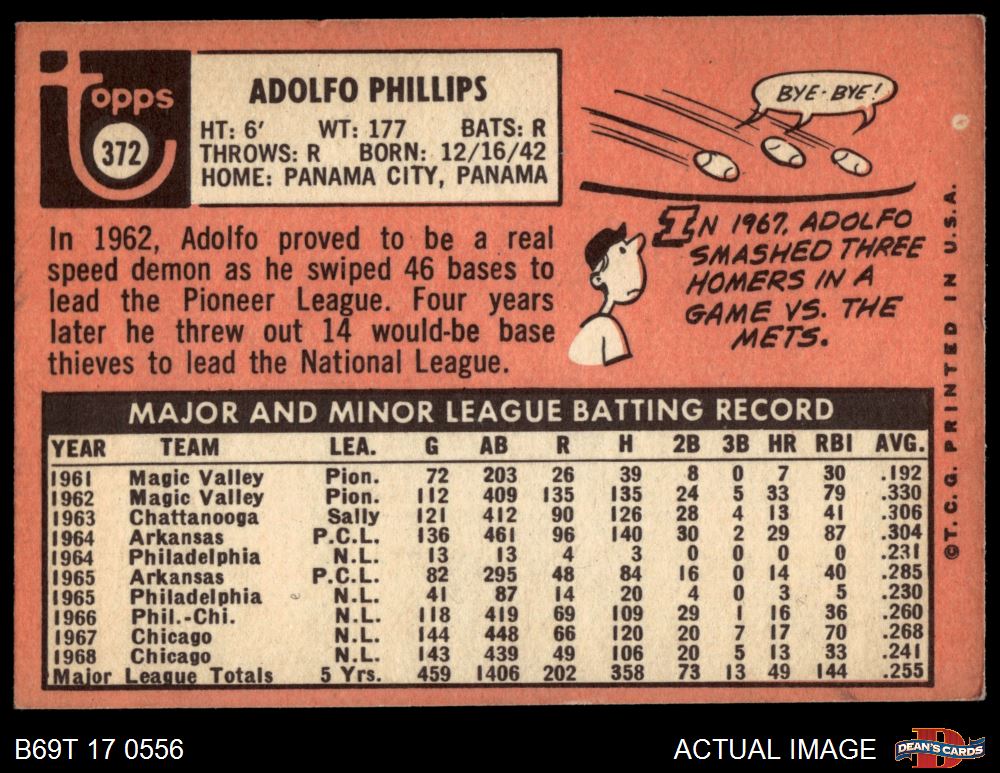 topps
372
ADOLFO PHILLIPS
HT: 6' WT: 177 BATS: R
THROWS: R BORN: 12/16/42
HOME: PANAMA CITY, PANAMA
In 1962, Adolfo proved to be a real
speed demon as he swiped 46 bases to
lead the Pioneer League. Four years
later he threw out 14 would-be base
thieves to lead the National League.
BYE-BYE!
IN 1967, ADOLFO
SMASHED THREE
HOMERS IN A
GAME VS. THE
METS.
MAJOR AND MINOR LEAGUE BATTING RECORD
YEAR TEAM LEA. G AB R H 2B 3B HR RBI AVG.
1961 Magic Valley Pion. 72 203 26 39 8 0 7 30 .192
1962 Magic Valley Pion. 112 409 135 135 24 5 33 79 .330
1963 Chattanooga Sally 121 412 90 126 28 4 13 41 .306
1964 Arkansas P.C.L. 136 461 96 140 30 2 29 87 .304
1964 Philadelphia N.L. 13 13 4 3 0 0 0 0 .231
1965 Arkansas P.C.L. 82 295 48 84 16 0 14 40 .285
1965 Philadelphia N.L. 41 87 14 20 4 0 3 5 .230
1966 Phil.-Chi. N.L. 118 419 69 109 29 1 16 36 .260
1967 Chicago N.L. 144 448 66 120 20 7 17 70 .268
1968 Chicago N.L. 143 439 49 106 20 5 13 33 .241
Major League Totals 5 Yrs. 459 1406 202 358 73 13 49 144 .255
©T. C. G. PRINTED IN U.S.A.
B69T 17 0556
ACTUAL IMAGE
D
DEAN'S CARDS